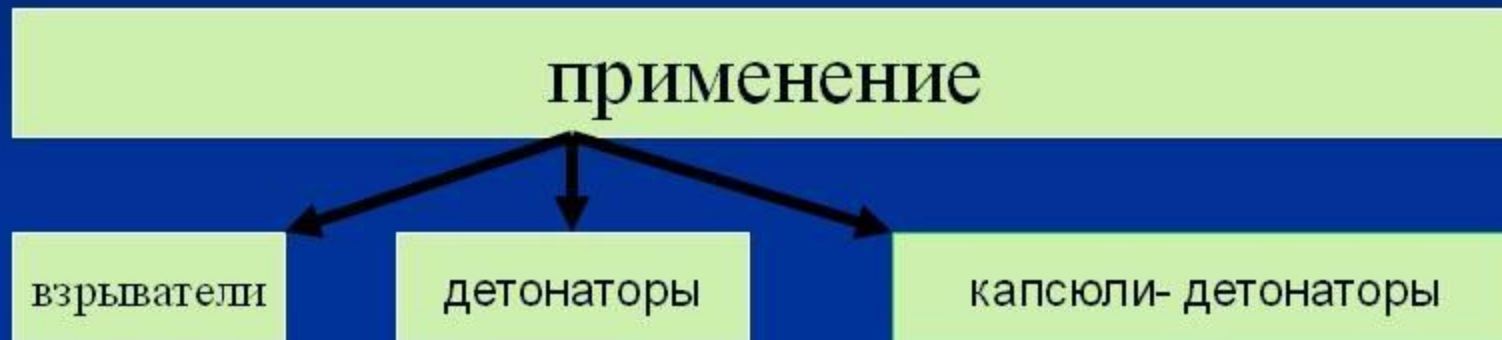 применение
взрыватели
детонаторы
капсюли- детонаторы